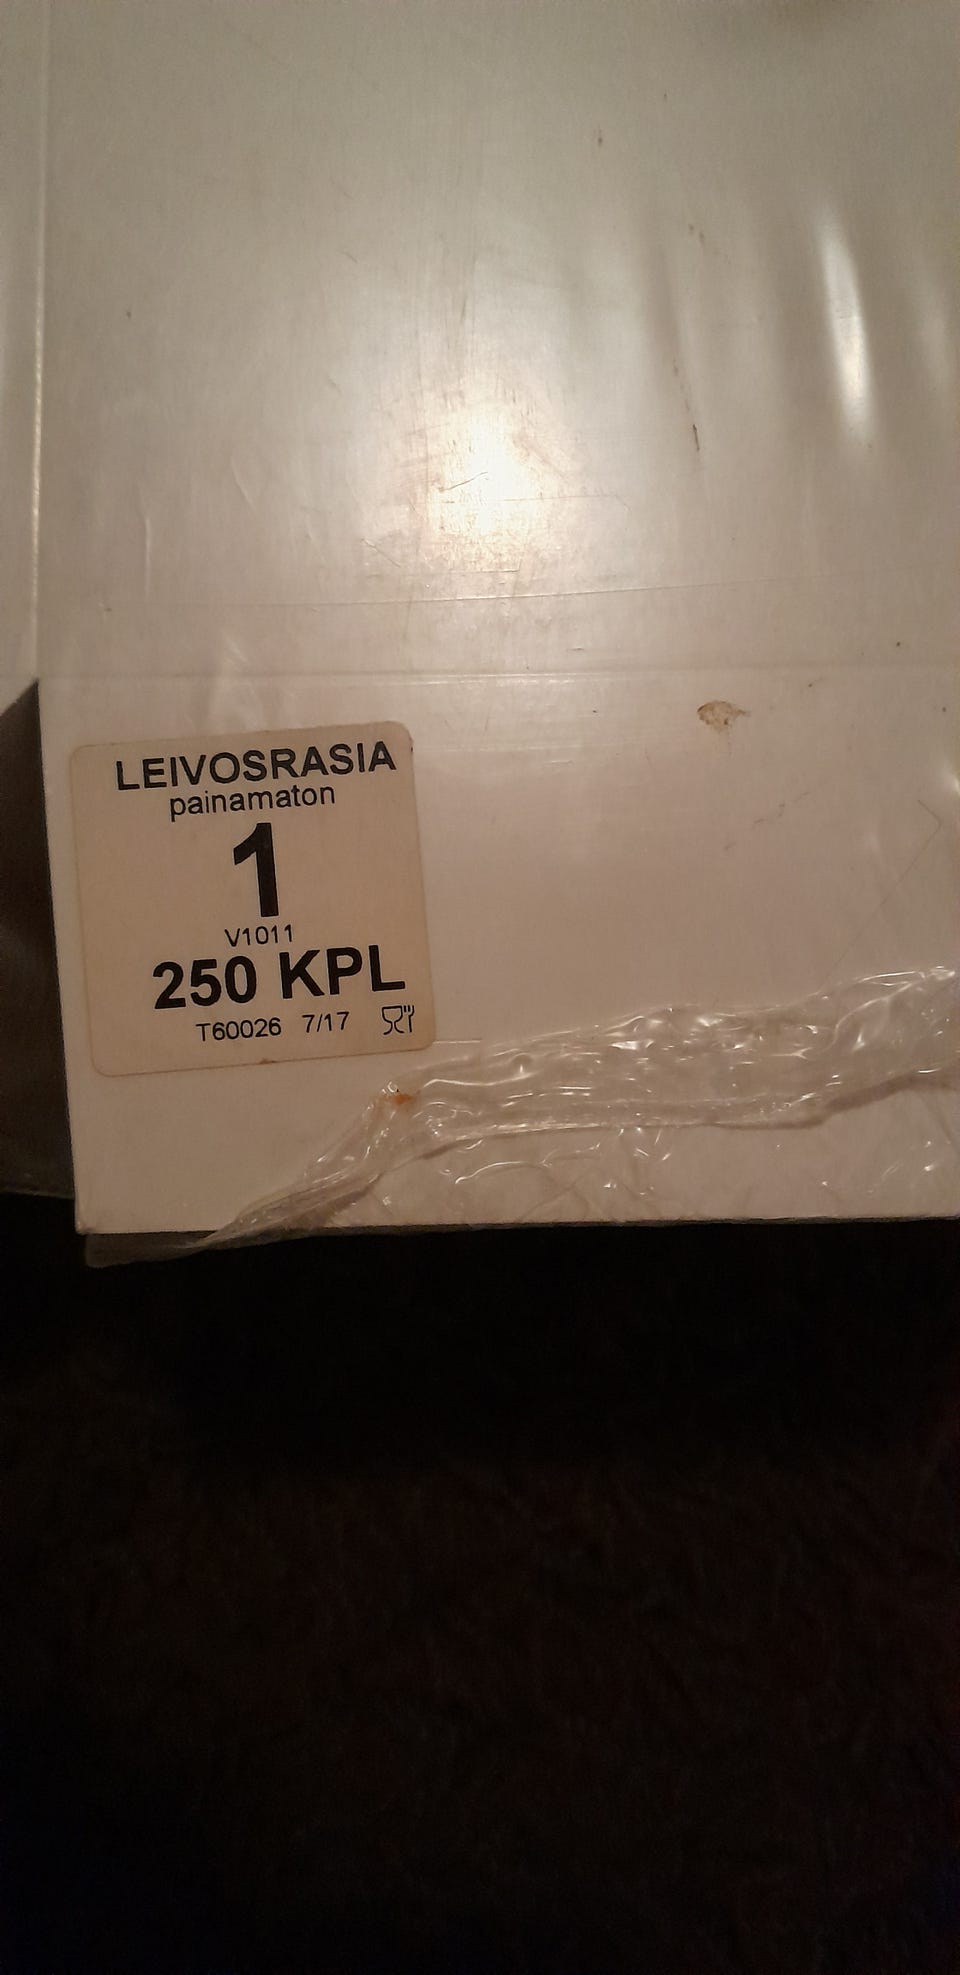 LEIVOSRASIA
painamaton
1
V1011
250 KPL
T60026 7/17